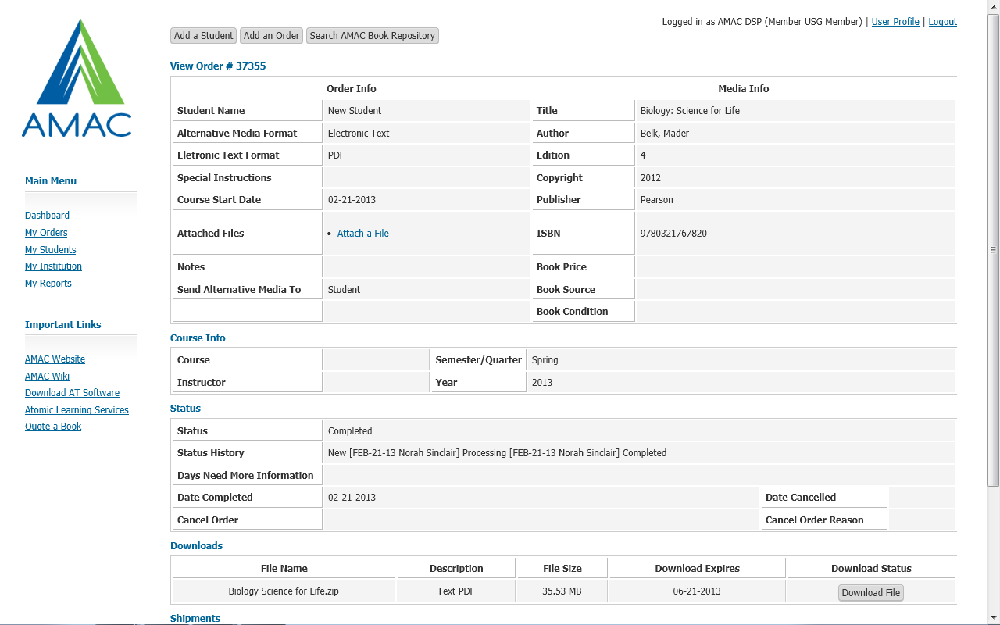 Logged in as AMAC DSP (Member USG Member) | User Profile | Logout
Add a Student Add an Order Search AMAC Book Repository
AMAC
Main Menu
Dashboard
My Orders
My Students
My Institution
My Reports
Important Links
AMAC Website
AMAC Wiki
Download AT Software
Atomic Learning Services
Quote a Book
View Order # 37355
Order Info Media Info
Student Name New Student Title Biology: Science for Life
Alternative Media Format Electronic Text Author Belk, Mader
Eletronic Text Format PDF Edition 4
Special Instructions Copyright 2012
Course Start Date 02-21-2013 Publisher Pearson
Attached Files • Attach a File ISBN 9780321767820
Notes Book Price
Send Alternative Media To Student Book Source
Book Condition
Course Info
Course Semester/Quarter Spring
Instructor Year 2013
Status
Status Completed
Status History New [FEB-21-13 Norah Sinclair] Processing [FEB-21-13 Norah Sinclair] Completed
Days Need More Information
Date Completed 02-21-2013 Date Cancelled
Cancel Order Cancel Order Reason
Downloads
File Name Description File Size Download Expires Download Status
Biology Science for Life.zip Text PDF 35.53 MB 06-21-2013 Download File
Shipments